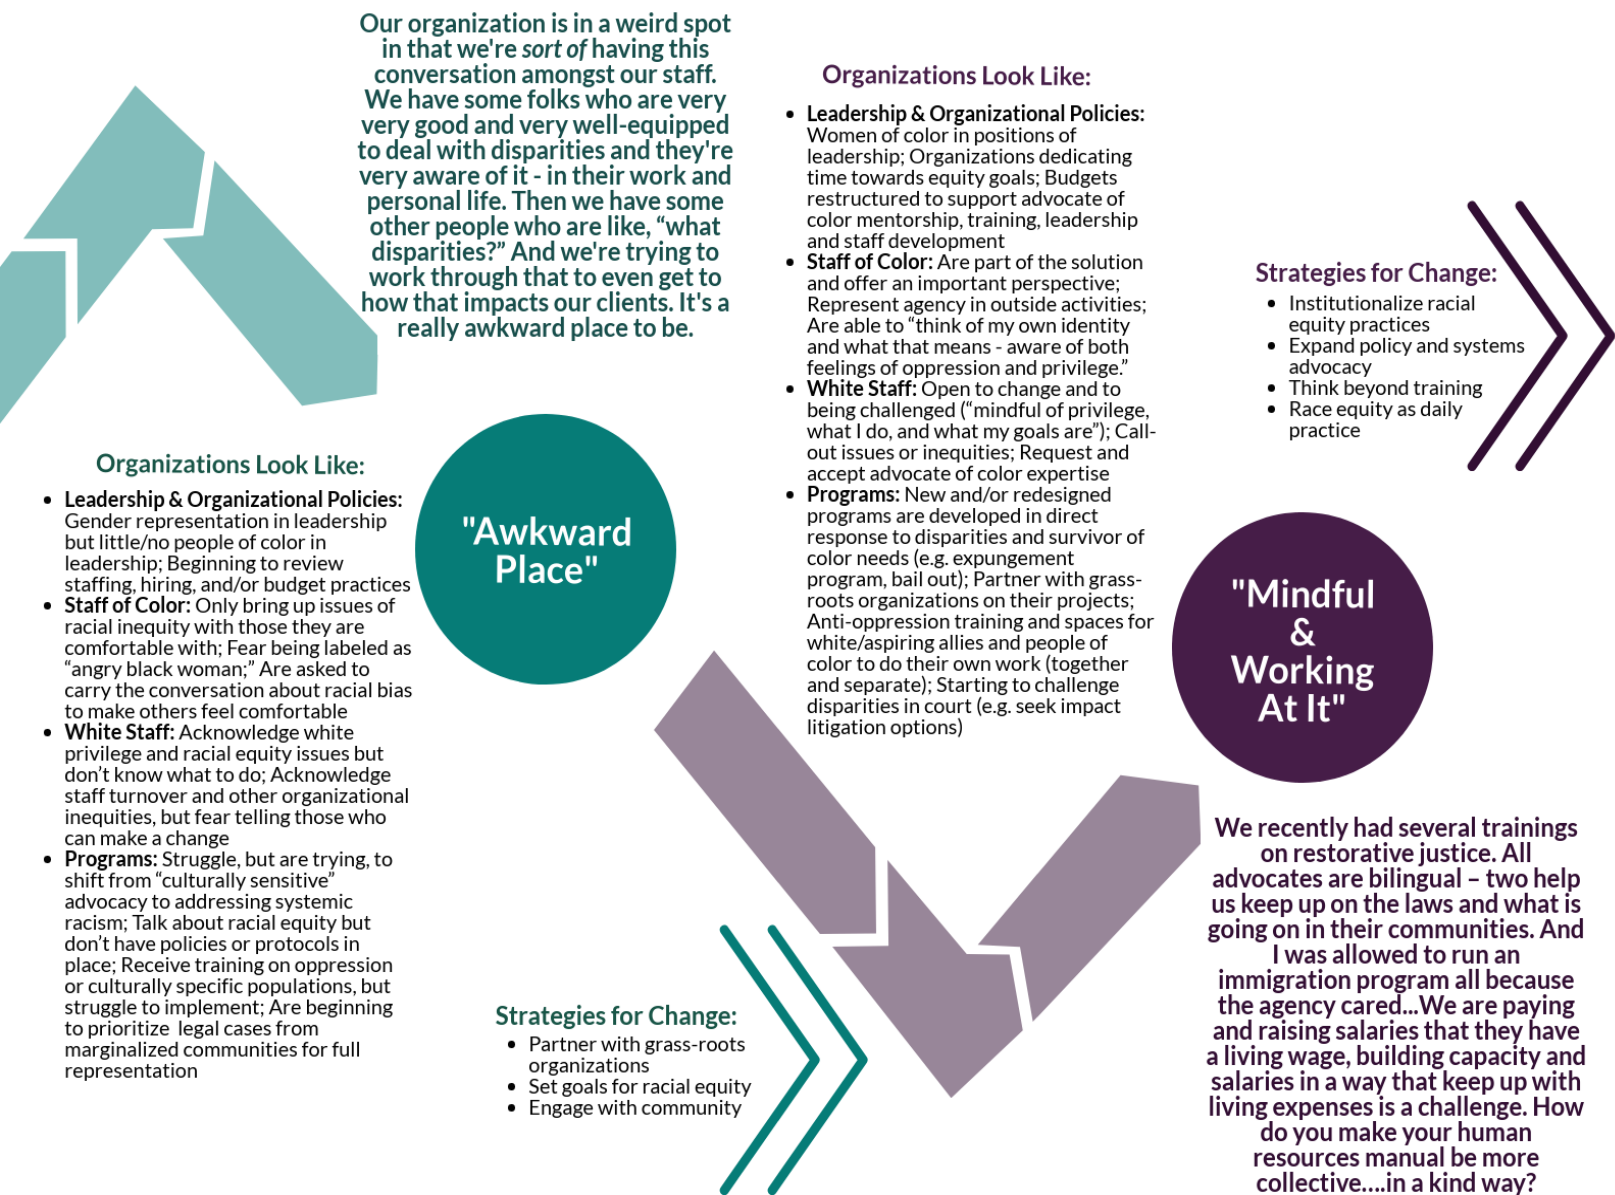 Our organization is in a weird spot
in that we're sort of having this
conversation amongst our staff.
We have some folks who are very
very good and very well-equipped
to deal with disparities and they're
very aware of it - in their work and
personal life. Then we have some
other people who are like, “what
disparities?” And we're trying to
work through that to even get to
how that impacts our clients. It's a
really awkward place to be.
"Awkward
Place"
Organizations Look Like:
• Leadership & Organizational Policies:
Gender representation in leadership
but little/no people of color in
leadership; Beginning to review
staffing, hiring, and/or budget practices
• Staff of Color: Only bring up issues of
racial inequity with those they are
comfortable with; Fear being labeled as
“angry black woman;” Are asked to
carry the conversation about racial bias
to make others feel comfortable
• White Staff: Acknowledge white
privilege and racial equity issues but
don’t know what to do; Acknowledge
staff turnover and other organizational
inequities, but fear telling those who
can make a change
• Programs: Struggle, but are trying, to
shift from “culturally sensitive”
advocacy to addressing systemic
racism; Talk about racial equity but
don’t have policies or protocols in
place; Receive training on oppression
or culturally specific populations, but
struggle to implement; Are beginning
to prioritize legal cases from
marginalized communities for full
representation
Strategies for Change:
• Partner with grass-roots
organizations
• Set goals for racial equity
• Engage with community
Organizations Look Like:
• Leadership & Organizational Policies:
Women of color in positions of
leadership; Organizations dedicating
time towards equity goals; Budgets
restructured to support advocate of
color mentorship, training, leadership
and staff development
• Staff of Color: Are part of the solution
and offer an important perspective;
Represent agency in outside activities;
Are able to “think of my own identity
and what that means - aware of both
feelings of oppression and privilege.”
• White Staff: Open to change and to
being challenged (“mindful of privilege,
what I do, and what my goals are”); Call-
out issues or inequities; Request and
accept advocate of color expertise
• Programs: New and/or redesigned
programs are developed in direct
response to disparities and survivor of
color needs (e.g. expungement
program, bail out); Partner with grass-
roots organizations on their projects;
Anti-oppression training and spaces for
white/aspiring allies and people of
color to do their own work (together
and separate); Starting to challenge
disparities in court (e.g. seek impact
litigation options)
Strategies for Change:
• Institutionalize racial
equity practices
• Expand policy and systems
advocacy
• Think beyond training
• Race equity as daily
practice
"Mindful
&
Working
At It"
We recently had several trainings
on restorative justice. All
advocates are bilingual – two help
us keep up on the laws and what is
going on in their communities. And
I was allowed to run an
immigration program all because
the agency cared...We are paying
and raising salaries that they have
a living wage, building capacity and
salaries in a way that keep up with
living expenses is a challenge. How
do you make your human
resources manual be more
collective....in a kind way?